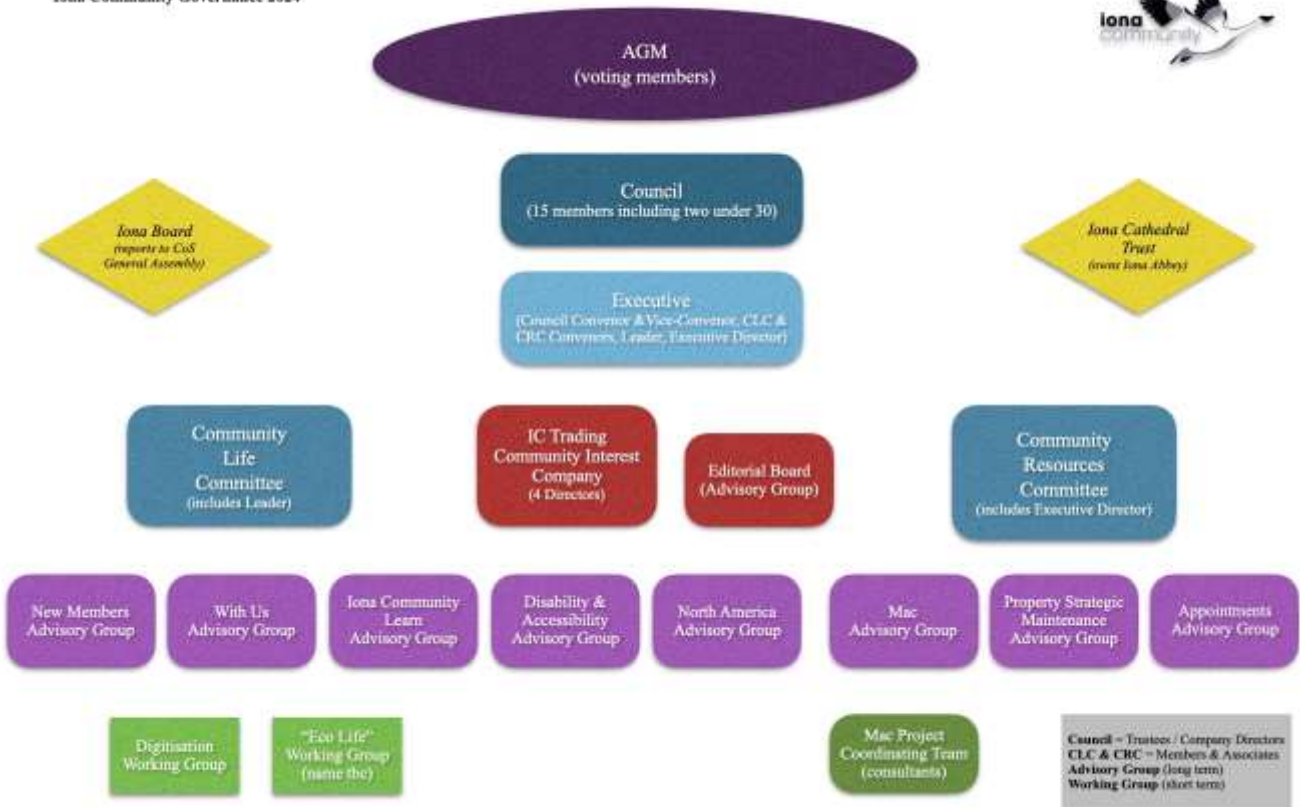 Iona Community Governance 2024
iona
community
AGM
(voting members)
Council
(15 members including two under 30)
Iona Board
(reports to CoS
General Assembly)
Iona Cathedral
Trust
(owns Iona Abbey)
Executive
(Council Convenor & Vice-Convenor, CLC &
CRC Convenors, Leader, Executive Director)
Community
Life
Committee
(includes Leader)
IC Trading
Community Interest
Company
(4 Directors)
Editorial Board
(Advisory Group)
Community
Resources
Committee
(includes Executive Director)
New Members
Advisory Group
With Us
Advisory Group
Iona Community
Learn
Advisory Group
Disability &
Accessibility
Advisory Group
North America
Advisory Group
Mac
Advisory Group
Property Strategic
Maintenance
Advisory Group
Appointments
Advisory Group
Digitisation
Working Group
"Eco Life"
Working Group
(name tbc)
Mac Project
Coordinating Team
(consultants)
Council = Trustees / Company Directors
CLC & CRC = Members & Associates
Advisory Group (long term)
Working Group (short term)